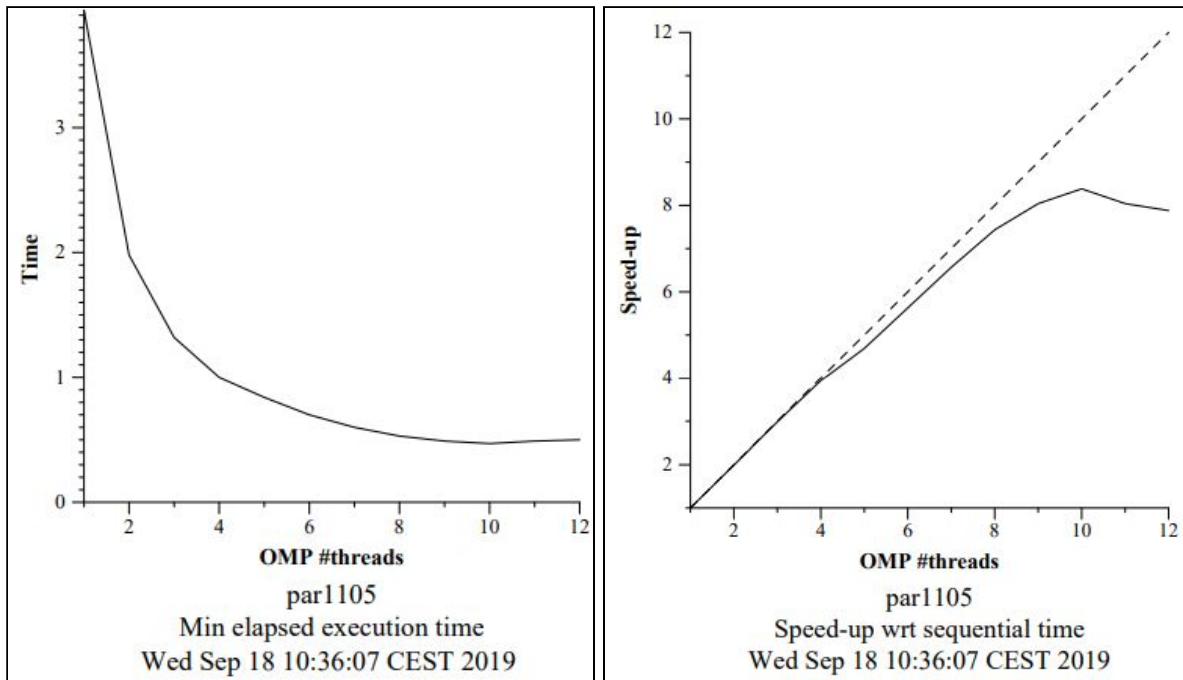 3
2
1
0
Time
2
4
6
8
10
12
OMP #threads
par1105
Min elapsed execution time
Wed Sep 18 10:36:07 CEST 2019
12
10
8
6
4
2
Speed-up
2
4
6
8
10
12
OMP #threads
par1105
Speed-up wrt sequential time
Wed Sep 18 10:36:07 CEST 2019